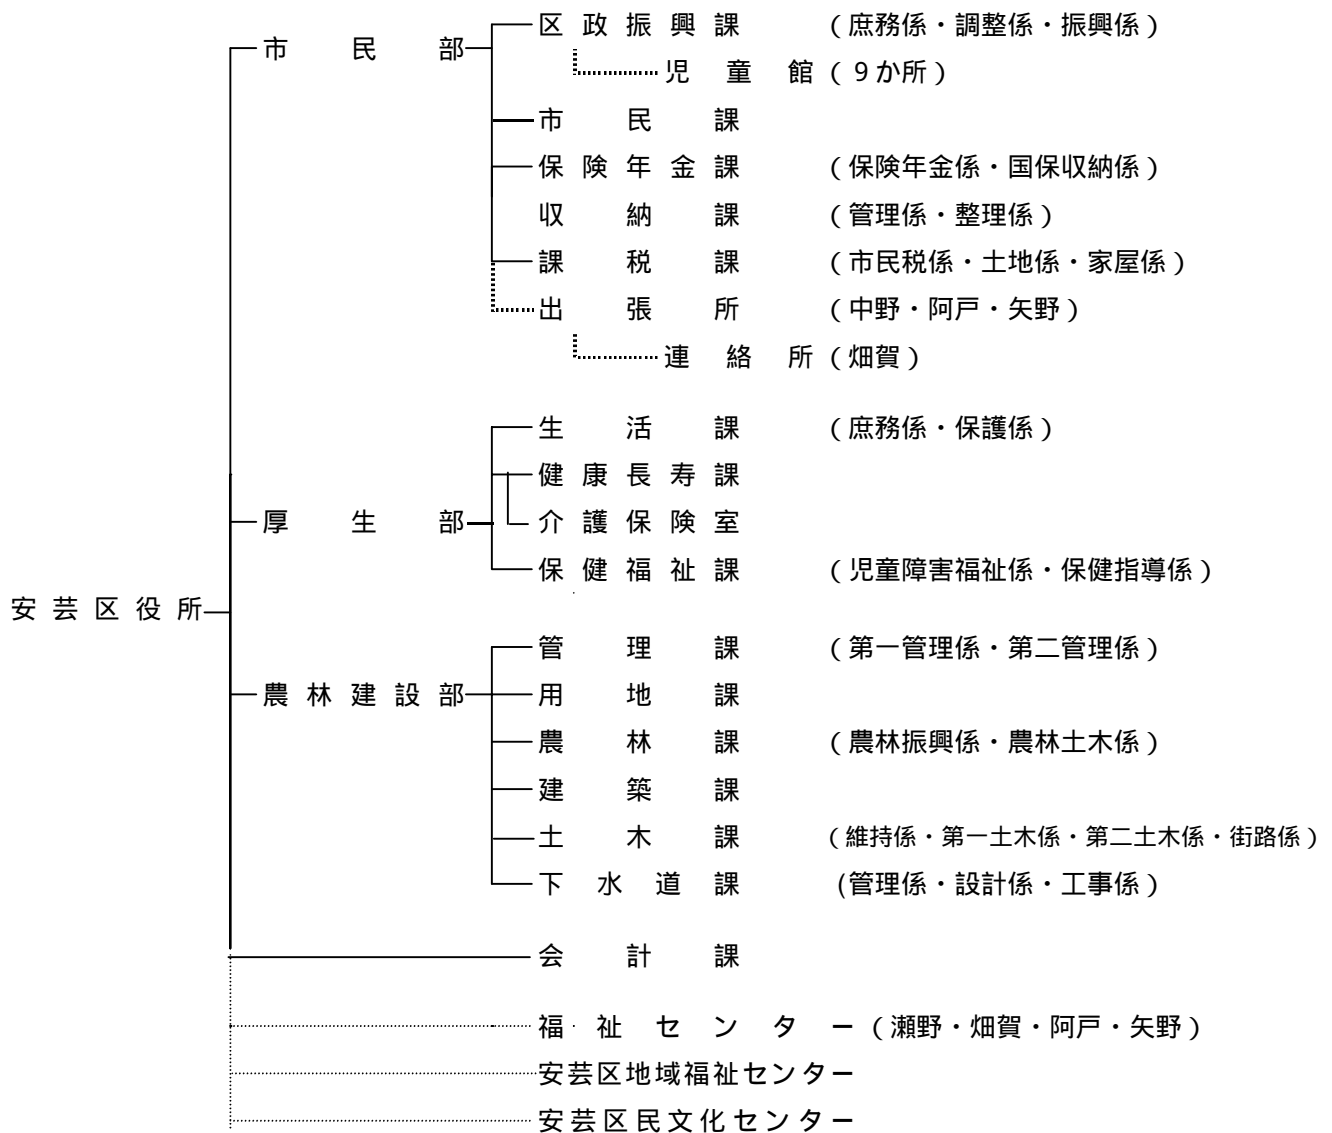 区政振興課 （庶務係・調整係・振興係）
市民部
児童館（９か所）
市民課
保険年金課 （保険年金係・国保収納係）
収納課 （管理係・整理係）
課税課 （市民税係・土地係・家屋係）
出張所 （中野・阿戸・矢野）
連絡所（畑賀）
生活課 （庶務係・保護係）
健康長寿課
厚生部 介護保険室
保健福祉課 （児童障害福祉係・保健指導係）
安芸区役所
管理課 （第一管理係・第二管理係）
農林建設部 用地課
農林課 （農林振興係・農林土木係）
建築課
土木課 （維持係・第一土木係・第二土木係・街路係）
下水道課 (管理係・設計係・工事係）
会計課
福祉センター（瀬野・畑賀・阿戸・矢野）
安芸区地域福祉センター
安芸区民文化センター